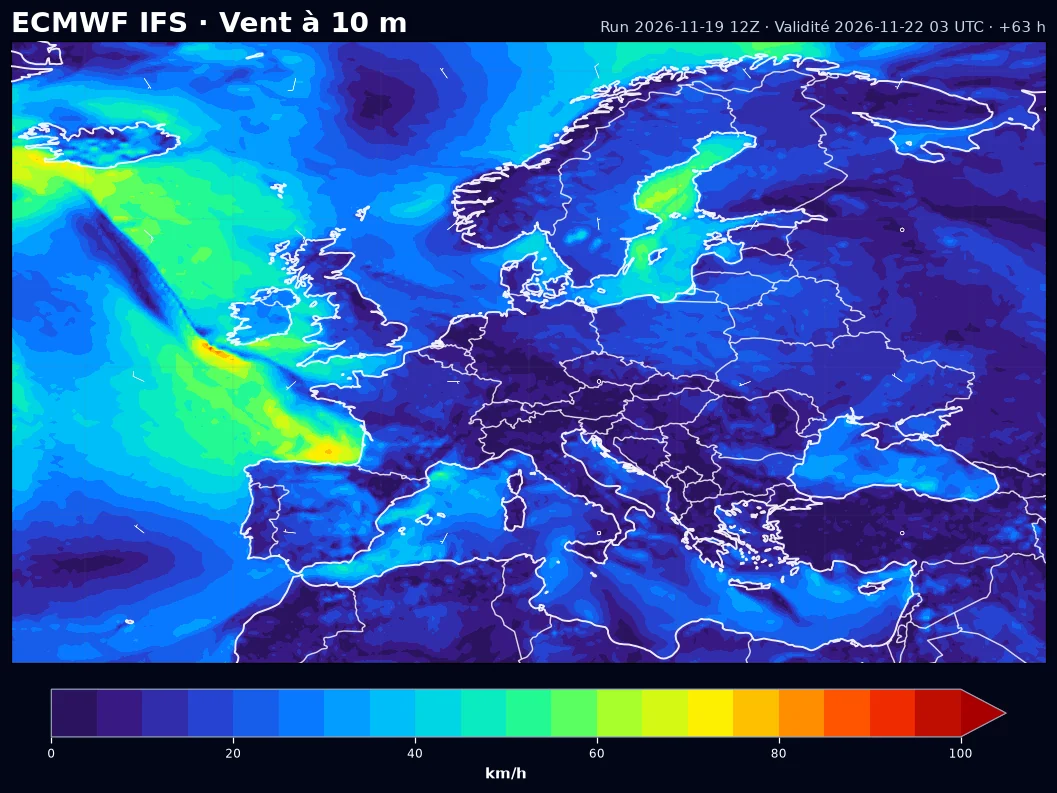 ECMWF IFS · Vent à 10 m
Run 2026-11-19 12Z · Validité 2026-11-22 03 UTC · +63 h
0 20 40 60 80 100
km/h